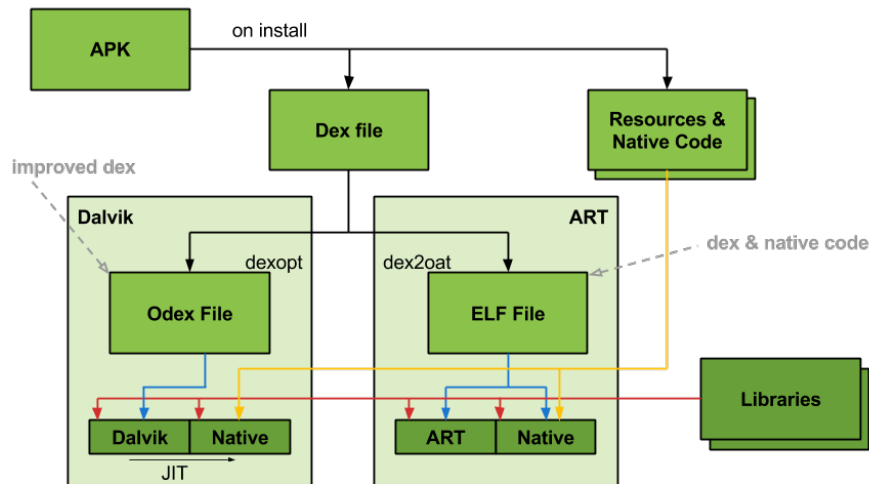 on install
APK
Dex file
Resources &
Native Code
improved dex
Dalvik
ART
dexopt
dex2oat
dex & native code
Odex File
ELF File
Libraries
Dalvik
Native
ART
Native
JIT